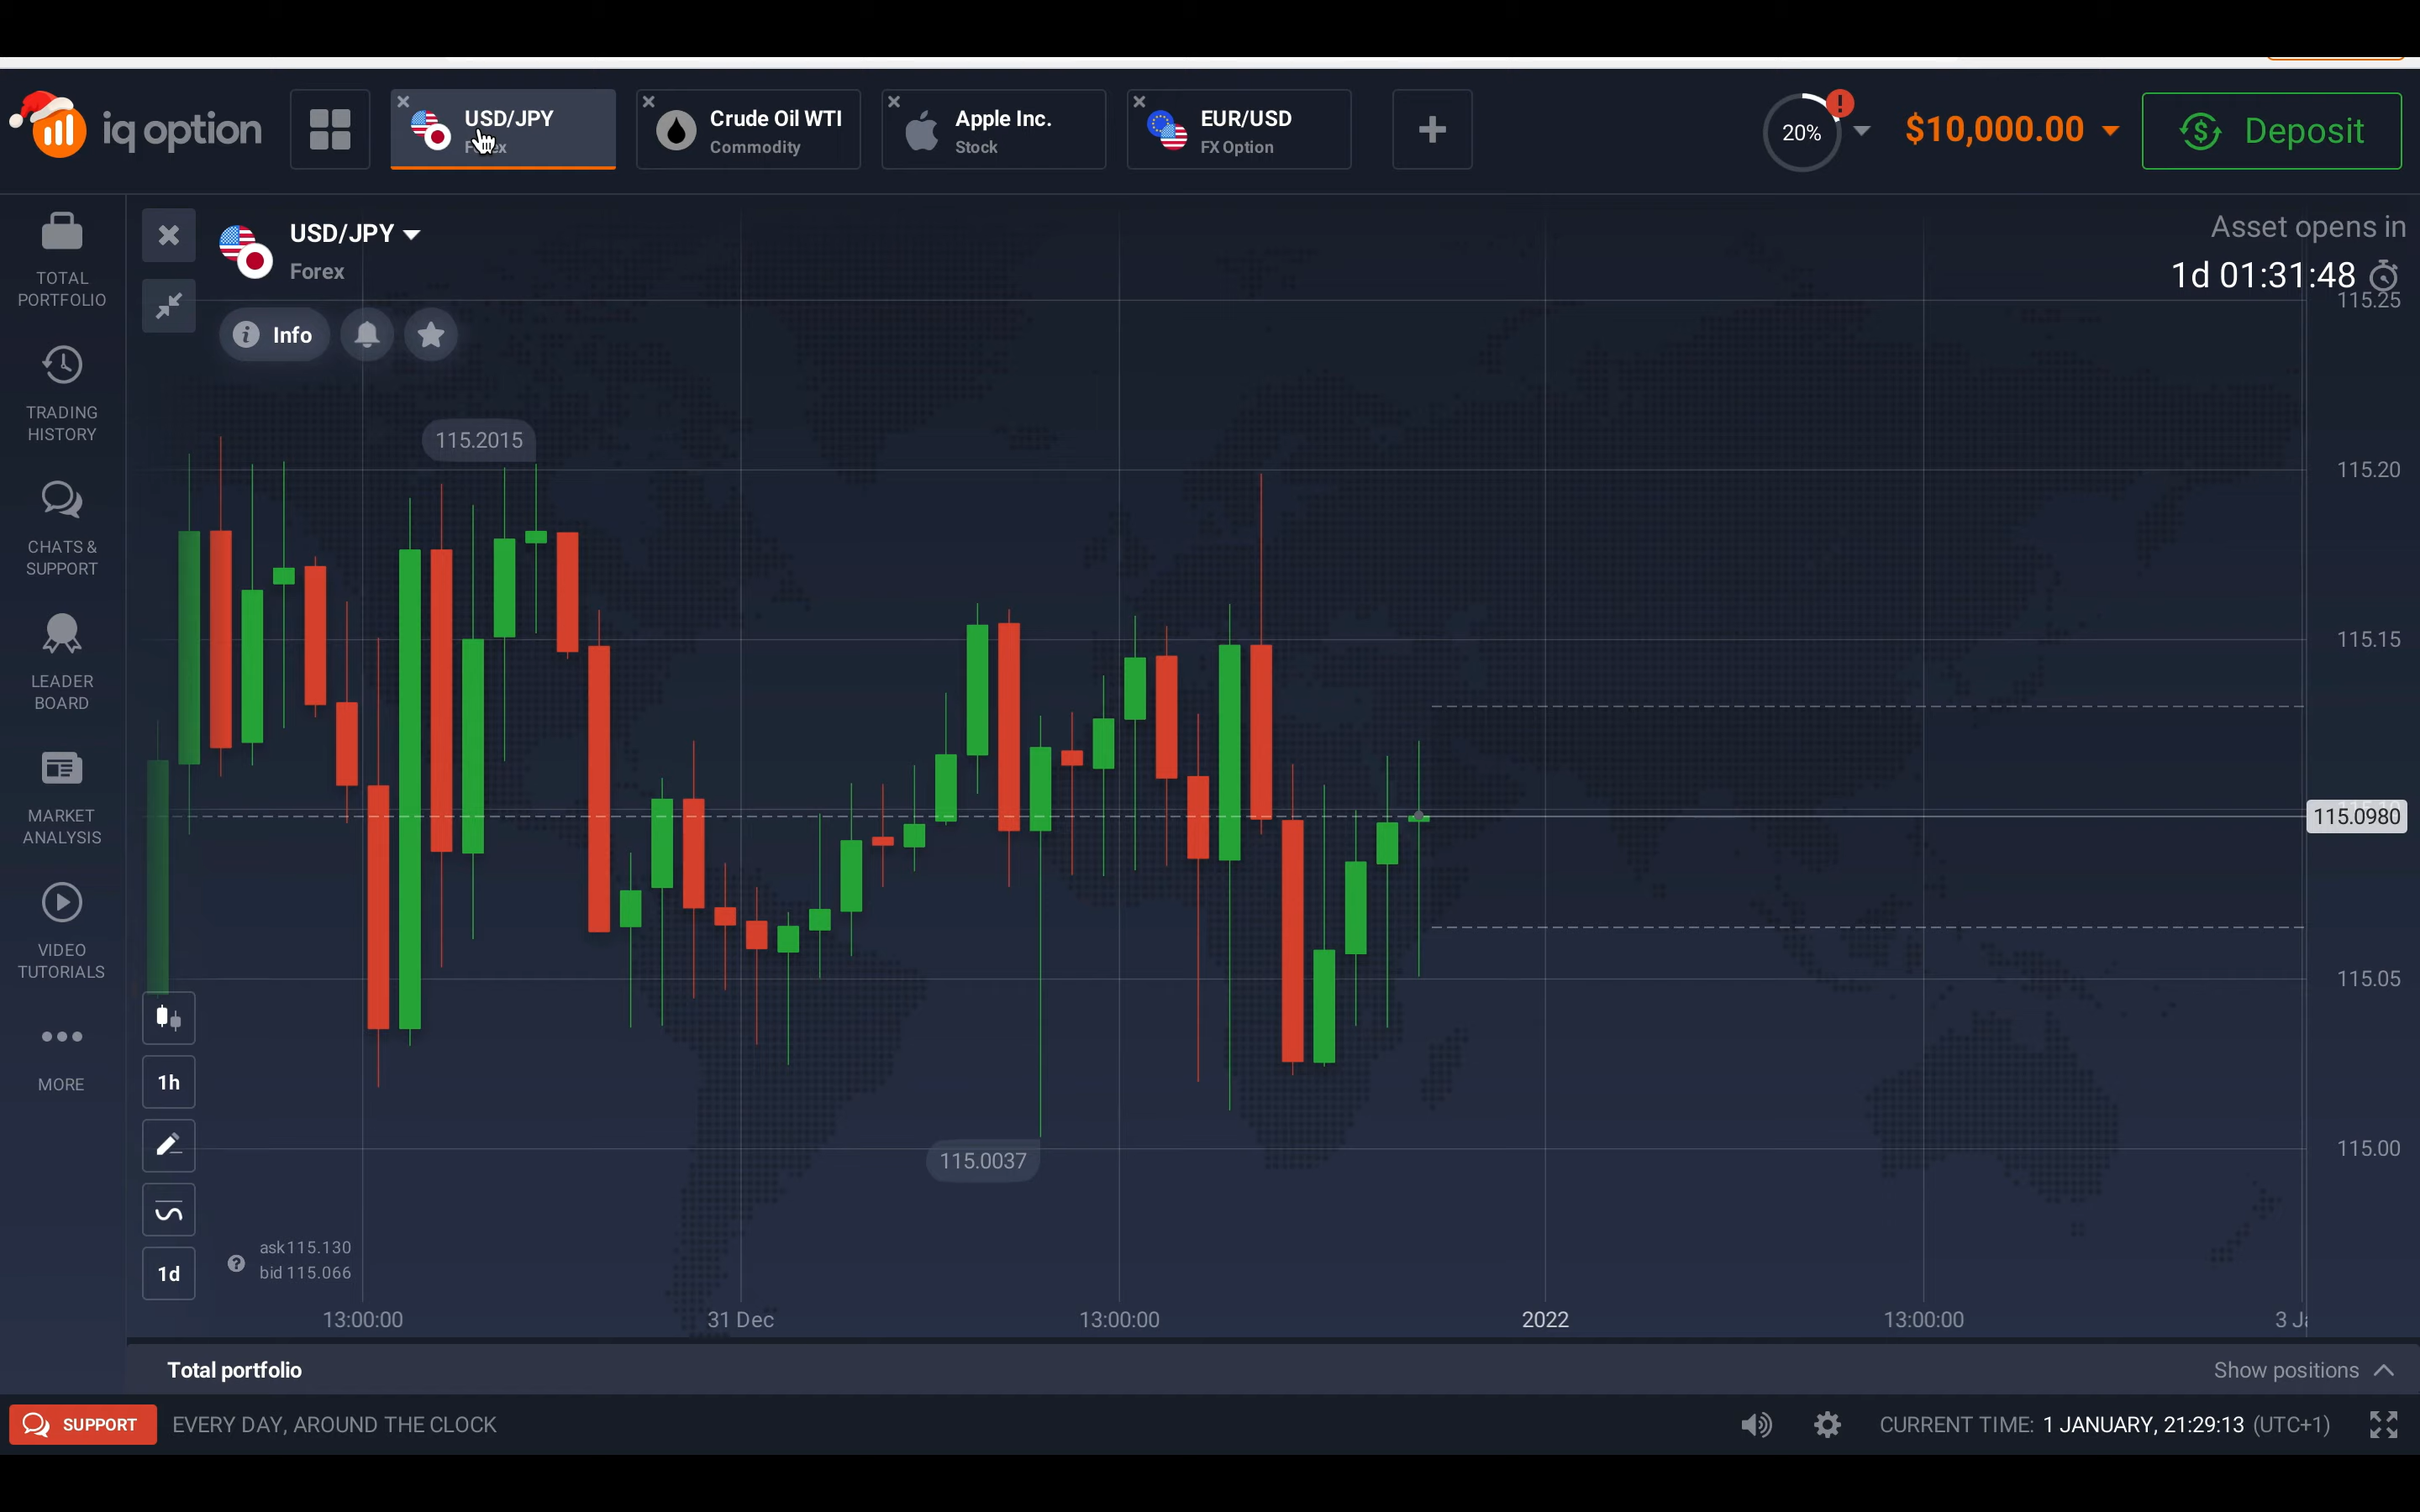 iq option
USD/JPY
Crude Oil WTI
Commodity
Apple Inc.
Stock
EUR/USD
FX Option
20%
!
$10,000.00
Deposit
TOTAL
PORTFOLIO
TRADING
HISTORY
CHATS &
SUPPORT
LEADER
BOARD
MARKET
ANALYSIS
VIDEO
TUTORIALS
MORE
USD/JPY
Forex
Info
Asset opens in
1d 01:31:48
115.2015
115.0037
115.25
115.20
115.15
115.0980
115.05
115.00
1h
1d
ask 115.130
bid 115.066
13:00:00
31 Dec
13:00:00
2022
13:00:00
Total portfolio
Show positions
SUPPORT
EVERY DAY, AROUND THE CLOCK
CURRENT TIME: 1 JANUARY, 21:29:13 (UTC+1)